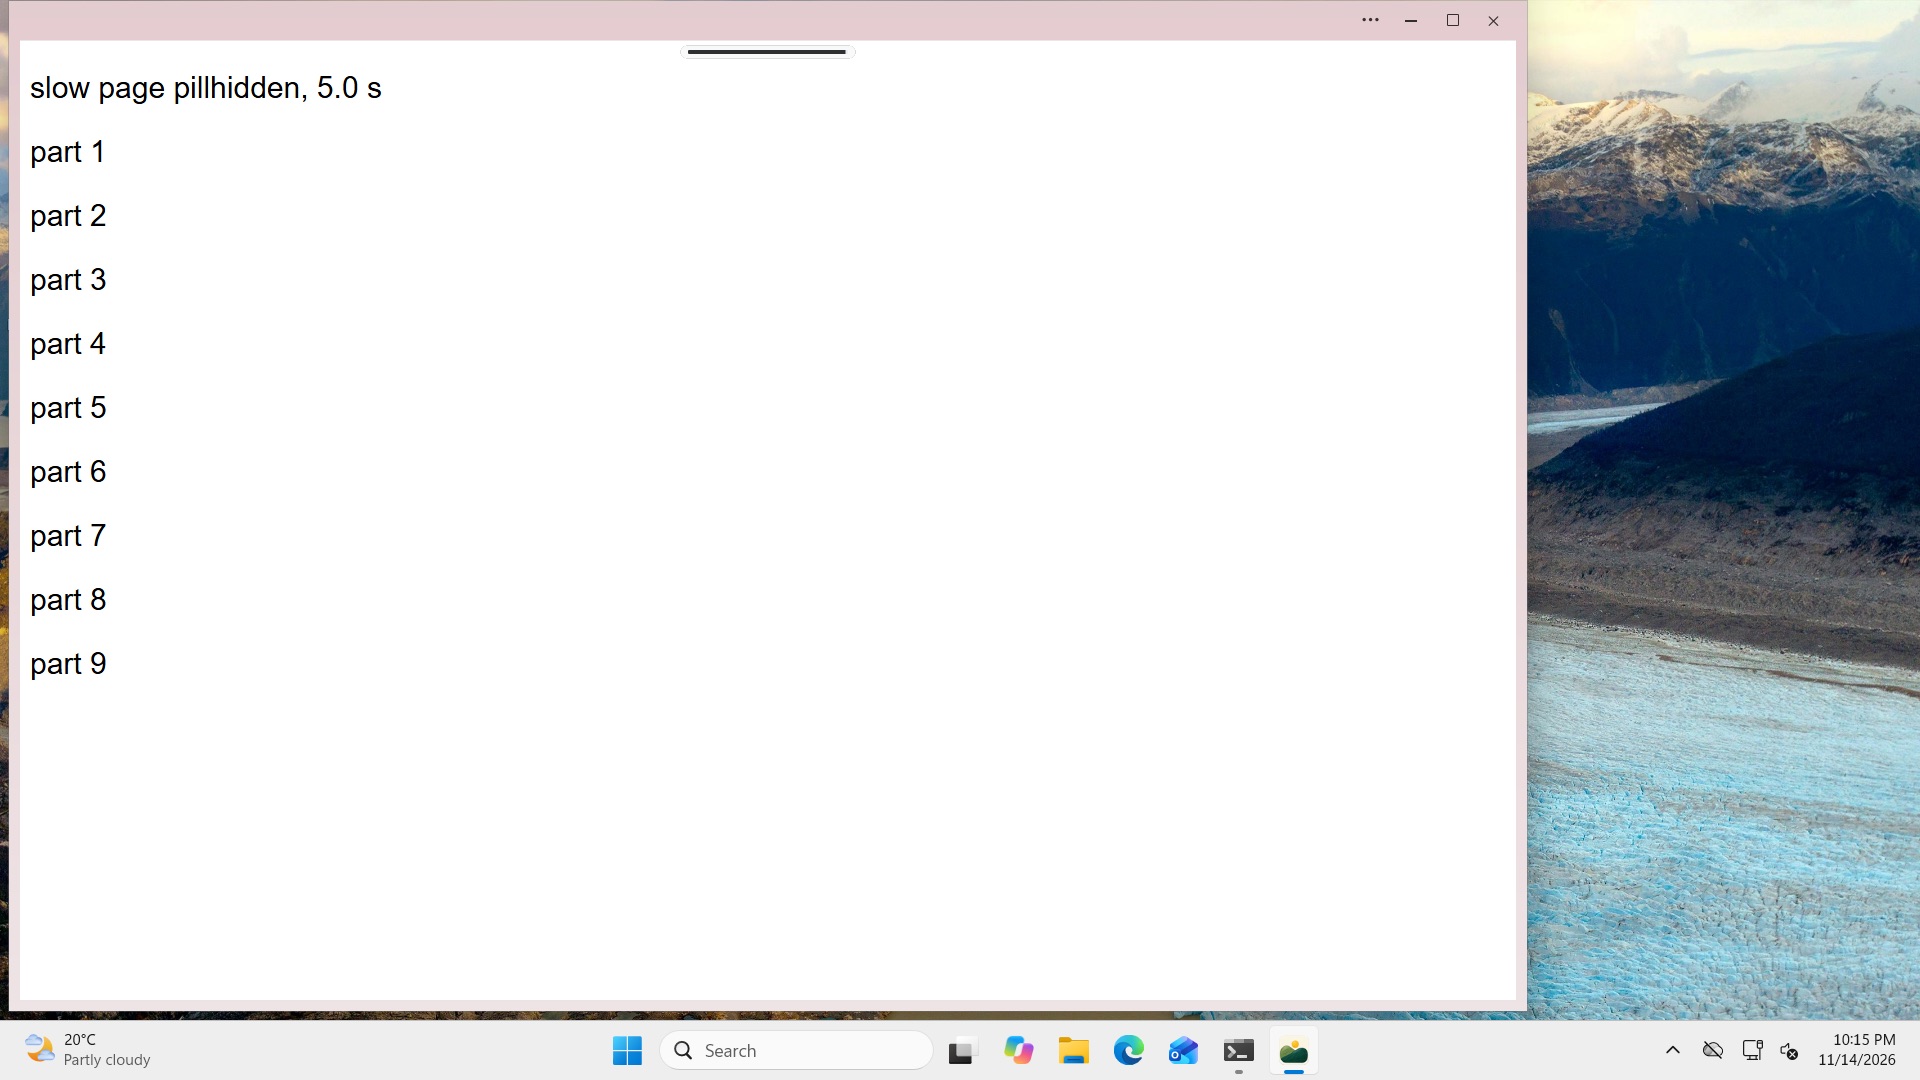 slow page pillhidden, 5.0 s
part 1
part 2
part 3
part 4
part 5
part 6
part 7
part 8
part 9
20°C
Partly cloudy
Search
10:15 PM
11/14/2026